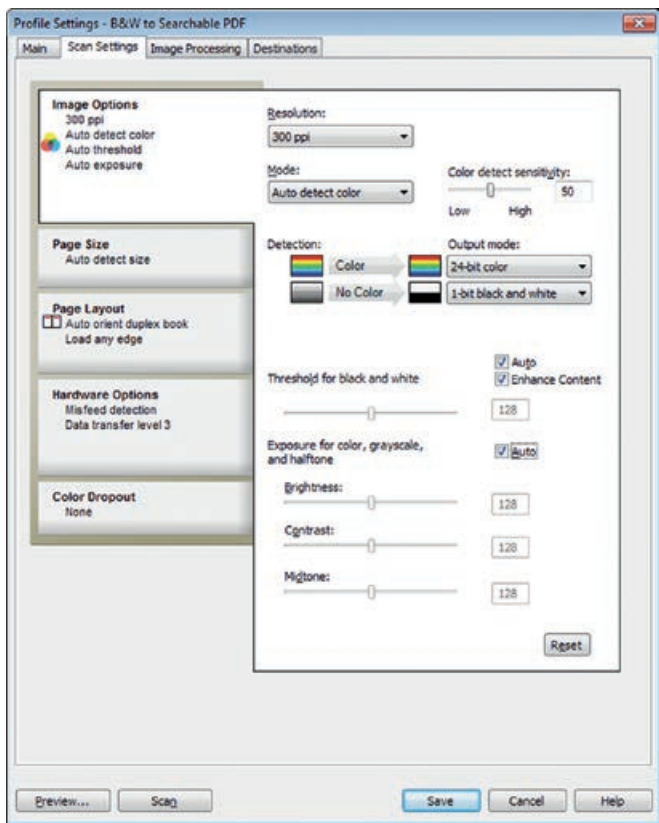 Profile Settings - B&W to Searchable PDF
Main
Scan Settings
Image Processing
Destinations
Image Options
300 ppi
Auto detect color
Auto threshold
Auto exposure
Page Size
Auto detect size
Page Layout
Auto orient duplex book
Load any edge
Hardware Options
Misfeed detection
Data transfer level 3
Color Dropout
None
Resolution:
300 ppi
Mode:
Auto detect color
Color detect sensitivity:
50
Low High
Detection:
Output mode:
Color
24-bit color
No Color
1-bit black and white
Auto
Threshold for black and white
Enhance Content
128
Exposure for color, grayscale,
and halftone
Auto
Brightness:
128
Contrast:
128
Midtone:
128
Reset
Preview...
Scan
Save
Cancel
Help